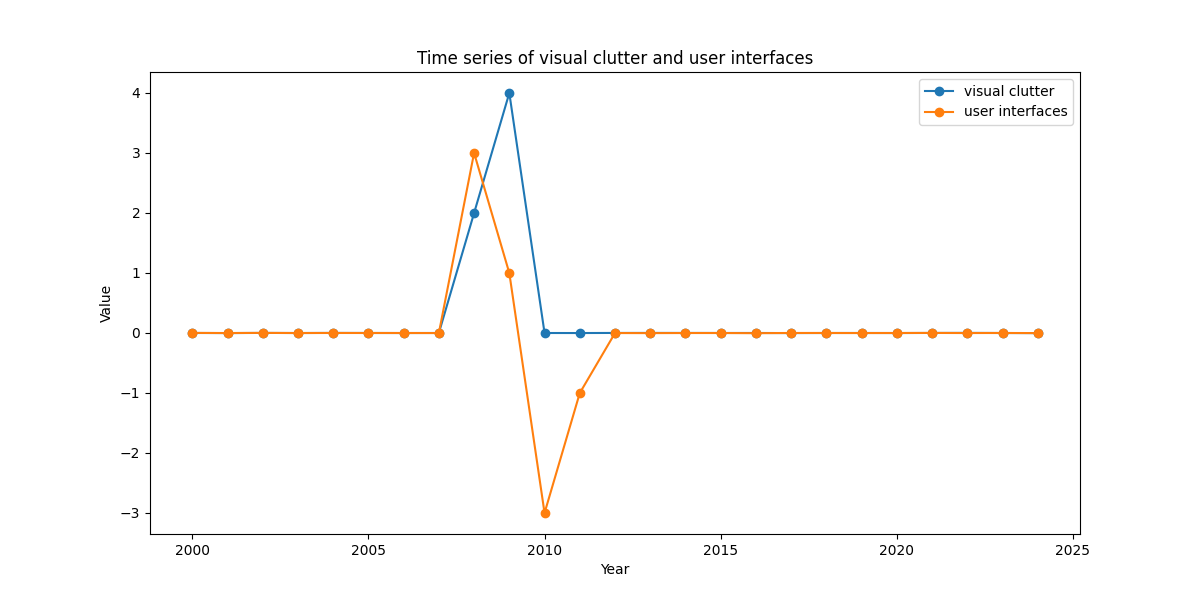 Time series of visual clutter and user interfaces
visual clutter
user interfaces
4
3
2
1
0
−1
−2
−3
Value
2000
2005
2010
2015
2020
2025
Year